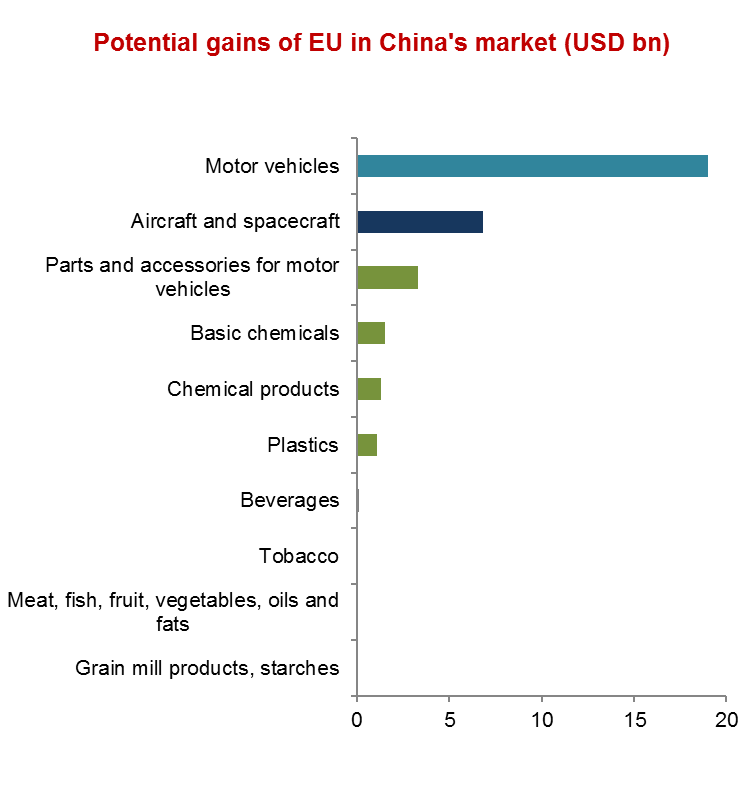 Potential gains of EU in China's market (USD bn)
Motor vehicles
Aircraft and spacecraft
Parts and accessories for motor
vehicles
Basic chemicals
Chemical products
Plastics
Beverages
Tobacco
Meat, fish, fruit, vegetables, oils and
fats
Grain mill products, starches
0 5 10 15 20